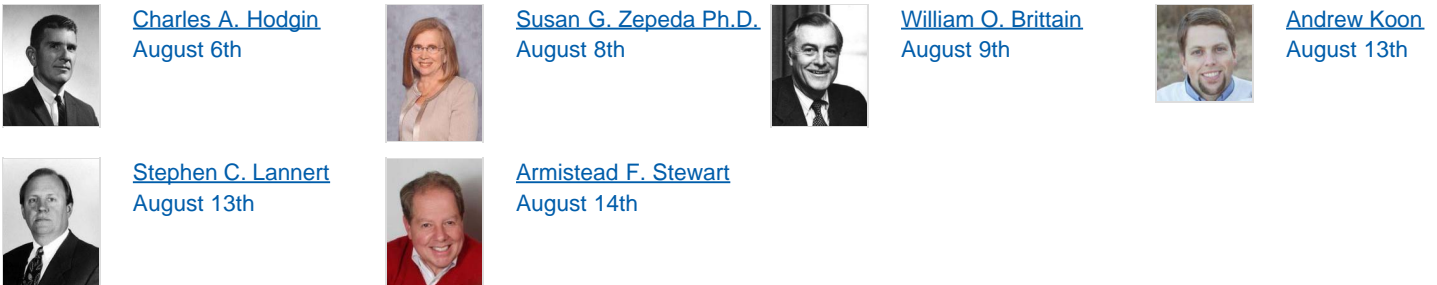 Charles A. Hodgin
August 6th
Susan G. Zepeda Ph.D.
August 8th
William O. Brittain
August 9th
Andrew Koon
August 13th
Stephen C. Lannert
August 13th
Armistead F. Stewart
August 14th